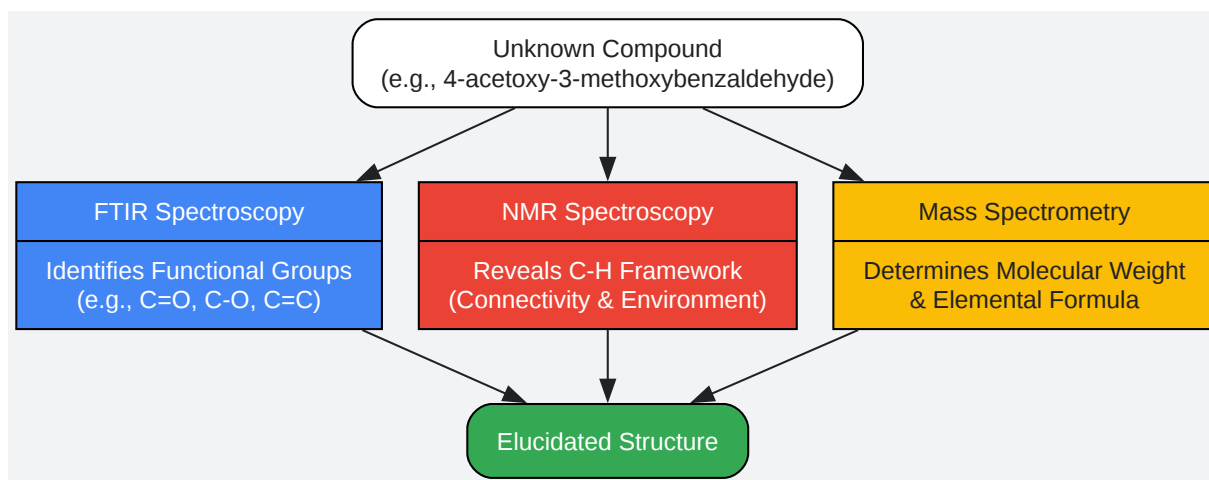 Unknown Compound
(e.g., 4-acetoxy-3-methoxybenzaldehyde)
FTIR Spectroscopy
Identifies Functional Groups
(e.g., C=O, C-O, C=C)
NMR Spectroscopy
Reveals C-H Framework
(Connectivity & Environment)
Mass Spectrometry
Determines Molecular Weight
& Elemental Formula
Elucidated Structure